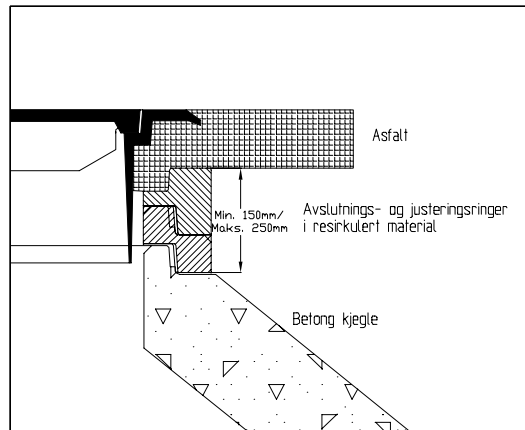 Asfalt
Min. 150mm/
Maks. 250mm
Avslutnings- og justeringsringer
i resirkulert material
Betong kjegle